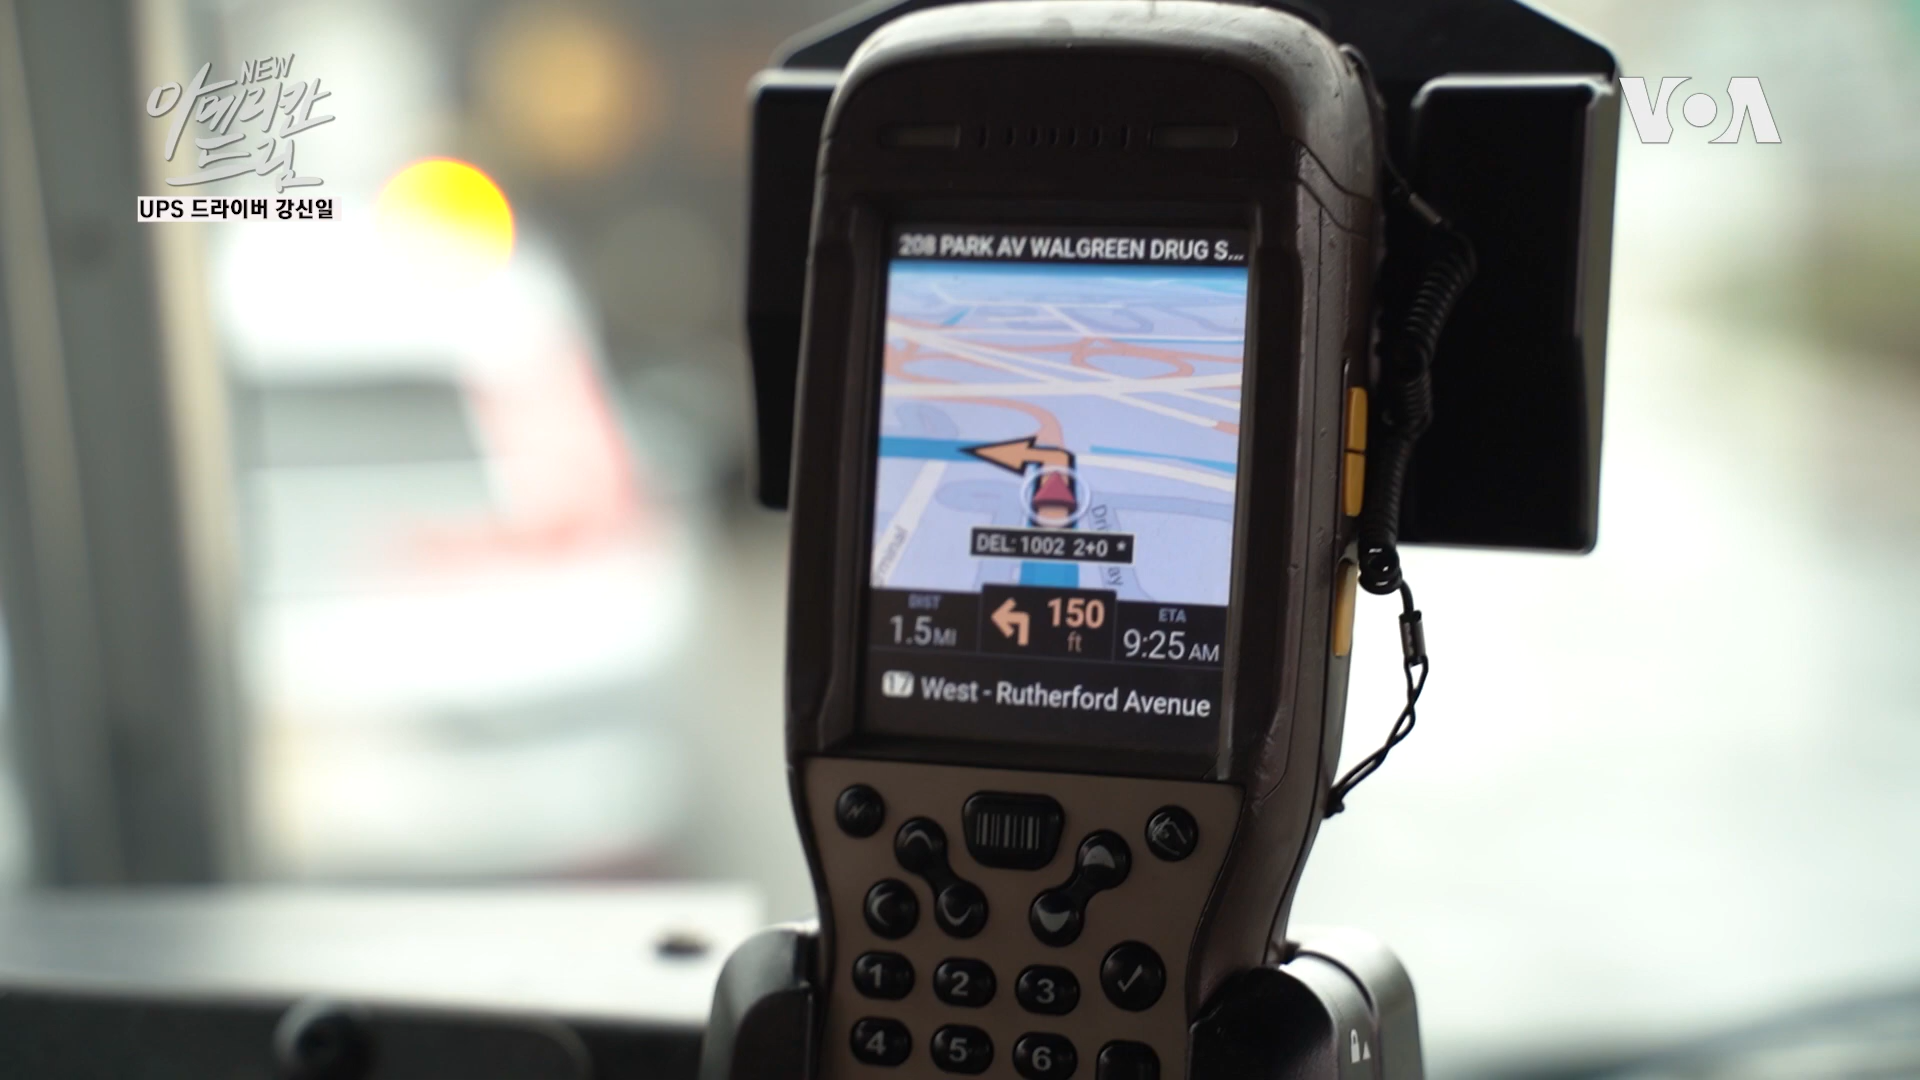 NEW
아메리칸
드림
UPS 드라이버 강신일
VOA
208 PARK AV WALGREEN DRUG S...
DEL: 1002 2+0 *
DIST
1.5 MI
150
ft
ETA
9:25 AM
17 West - Rutherford Avenue
1 2 3
4 5 6